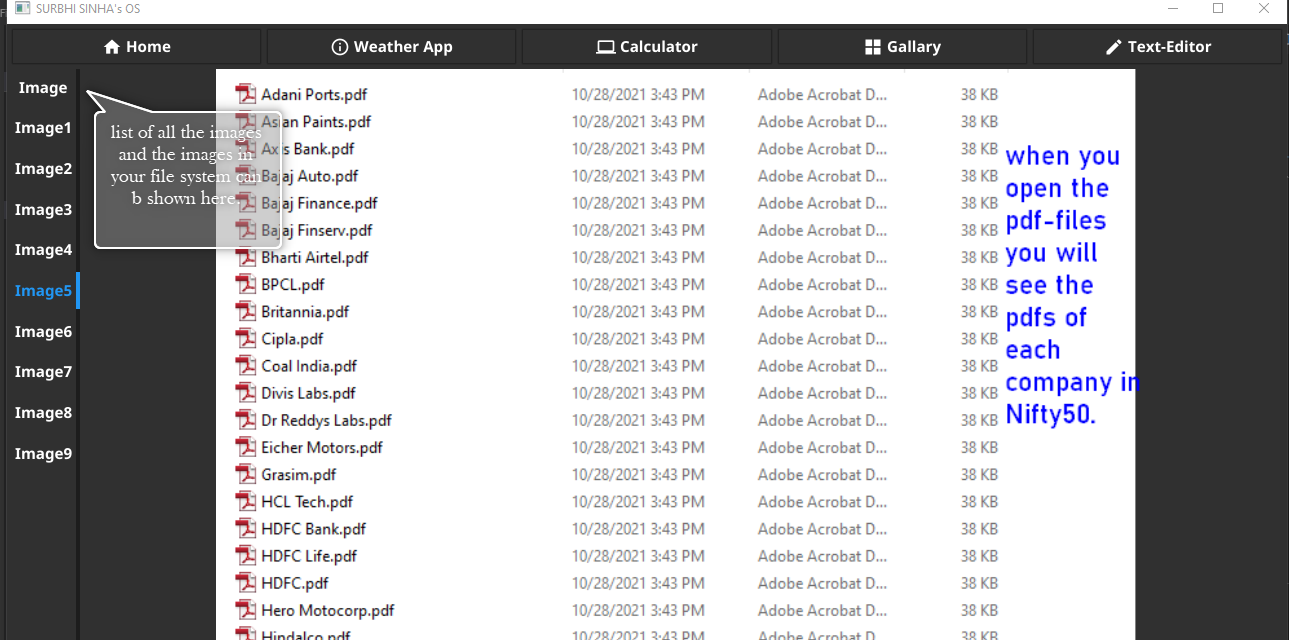 SURBHI SINHA's OS
Home Weather App Calculator Gallary Text-Editor
Image
Image1
Image2
Image3
Image4
Image5
Image6
Image7
Image8
Image9
list of all the images
and the images in
your file system can
b shown here.
Adani Ports.pdf 10/28/2021 3:43 PM Adobe Acrobat D... 38 KB
Asian Paints.pdf 10/28/2021 3:43 PM Adobe Acrobat D... 38 KB
Axis Bank.pdf 10/28/2021 3:43 PM Adobe Acrobat D... 38 KB
Bajaj Auto.pdf 10/28/2021 3:43 PM Adobe Acrobat D... 38 KB
Bajaj Finance.pdf 10/28/2021 3:43 PM Adobe Acrobat D... 38 KB
Bajaj Finserv.pdf 10/28/2021 3:43 PM Adobe Acrobat D... 38 KB
Bharti Airtel.pdf 10/28/2021 3:43 PM Adobe Acrobat D... 38 KB
BPCL.pdf 10/28/2021 3:43 PM Adobe Acrobat D... 38 KB
Britannia.pdf 10/28/2021 3:43 PM Adobe Acrobat D... 38 KB
Cipla.pdf 10/28/2021 3:43 PM Adobe Acrobat D... 38 KB
Coal India.pdf 10/28/2021 3:43 PM Adobe Acrobat D... 38 KB
Divis Labs.pdf 10/28/2021 3:43 PM Adobe Acrobat D... 38 KB
Dr Reddys Labs.pdf 10/28/2021 3:43 PM Adobe Acrobat D... 38 KB
Eicher Motors.pdf 10/28/2021 3:43 PM Adobe Acrobat D... 38 KB
Grasim.pdf 10/28/2021 3:43 PM Adobe Acrobat D... 38 KB
HCL Tech.pdf 10/28/2021 3:43 PM Adobe Acrobat D... 38 KB
HDFC Bank.pdf 10/28/2021 3:43 PM Adobe Acrobat D... 38 KB
HDFC Life.pdf 10/28/2021 3:43 PM Adobe Acrobat D... 38 KB
HDFC.pdf 10/28/2021 3:43 PM Adobe Acrobat D... 38 KB
Hero Motocorp.pdf 10/28/2021 3:43 PM Adobe Acrobat D... 38 KB
Hindalco.pdf 10/28/2021 3:43 PM Adobe Acrobat D... 38 KB
when you
open the
pdf-files
you will
see the
pdfs of
each
company in
Nifty50.